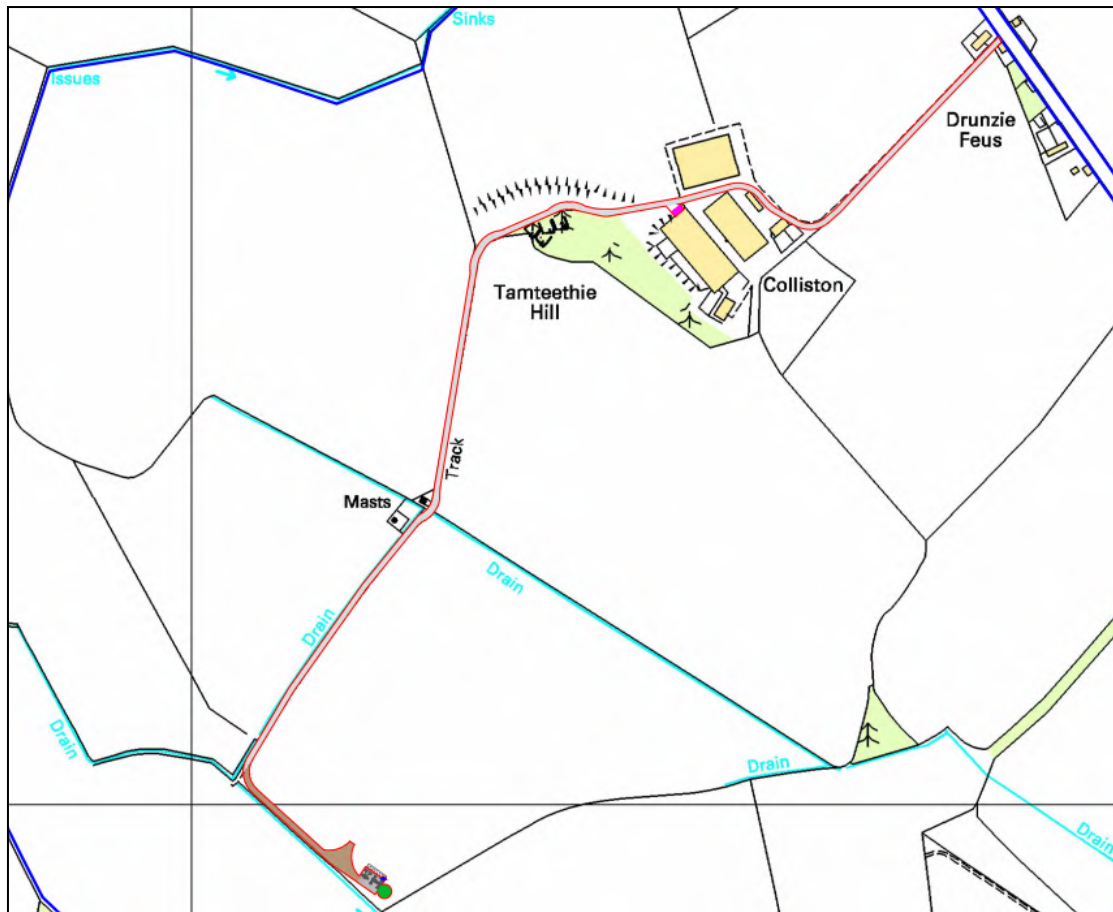 Sinks
Issues
Drunzie
Feus
Tamteethie
Hill
Colliston
Track
Masts
Drain
Drain
Drain
Drain
Drain